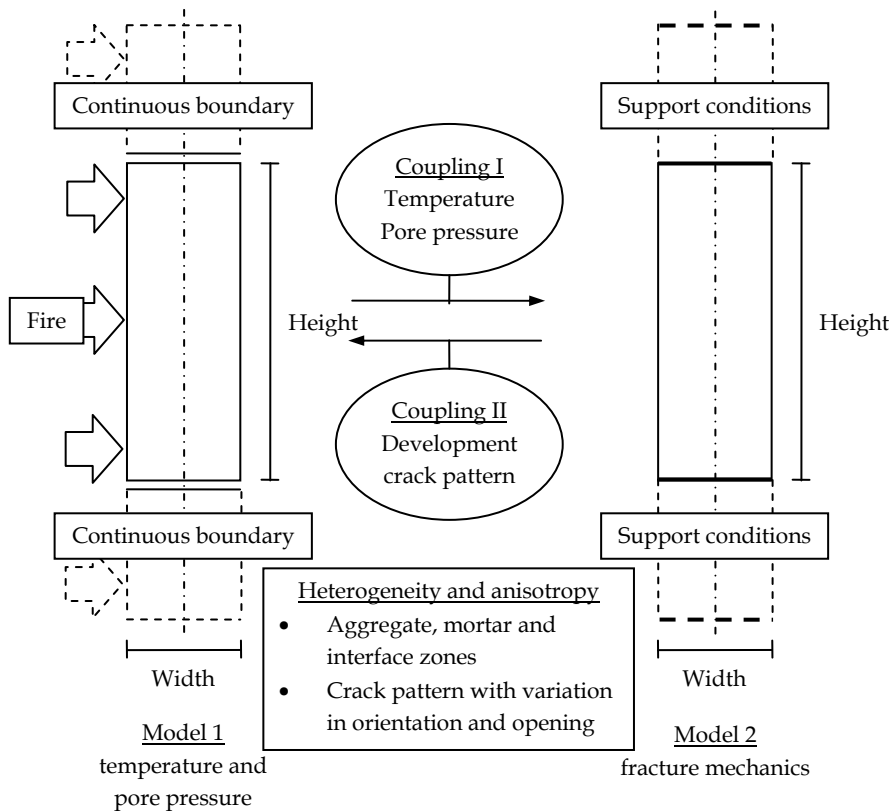 Continuous boundary
Support conditions
Coupling I
Temperature
Pore pressure
Fire
Height
Height
Coupling II
Development
crack pattern
Continuous boundary
Support conditions
Heterogeneity and anisotropy
• Aggregate, mortar and
interface zones
• Crack pattern with variation
in orientation and opening
Width
Width
Model 1
temperature and
pore pressure
Model 2
fracture mechanics